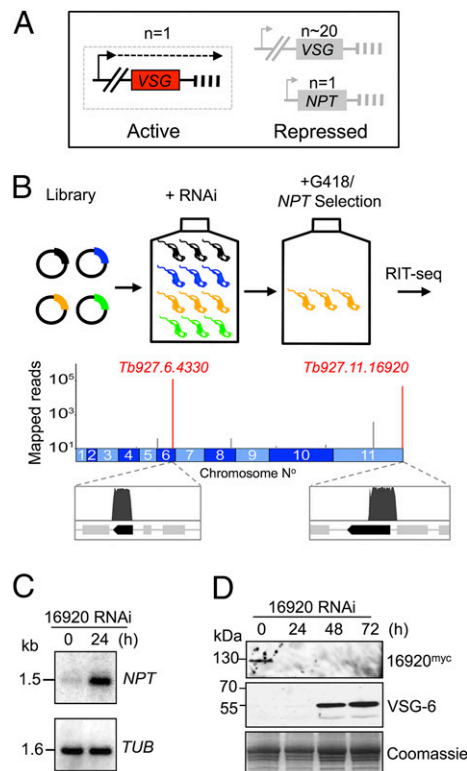 A
n=1
VSG
Active
n~20
VSG
n=1
NPT
Repressed
B
Library
+ RNAi
+G418/
NPT Selection
RIT-seq
Tb927.6.4330
Tb927.11.16920
Mapped reads
10⁵
10³
10¹
1 2 3 4 5 6 7 8 9 10 11
Chromosome Nº
C
16920 RNAi
kb 0 24 (h)
1.5 NPT
1.6 TUB
D
16920 RNAi
kDa 0 24 48 72 (h)
130 16920ᵐʸᶜ
70
55 VSG-6
Coomassie